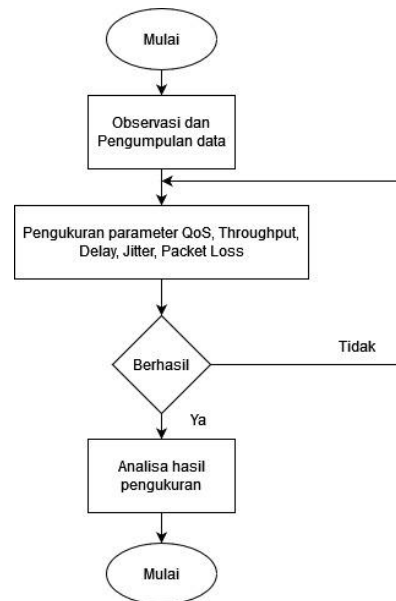 Mulai
Observasi dan
Pengumpulan data
Pengukuran parameter QoS, Throughput,
Delay, Jitter, Packet Loss
Berhasil
Tidak
Ya
Analisa hasil
pengukuran
Mulai